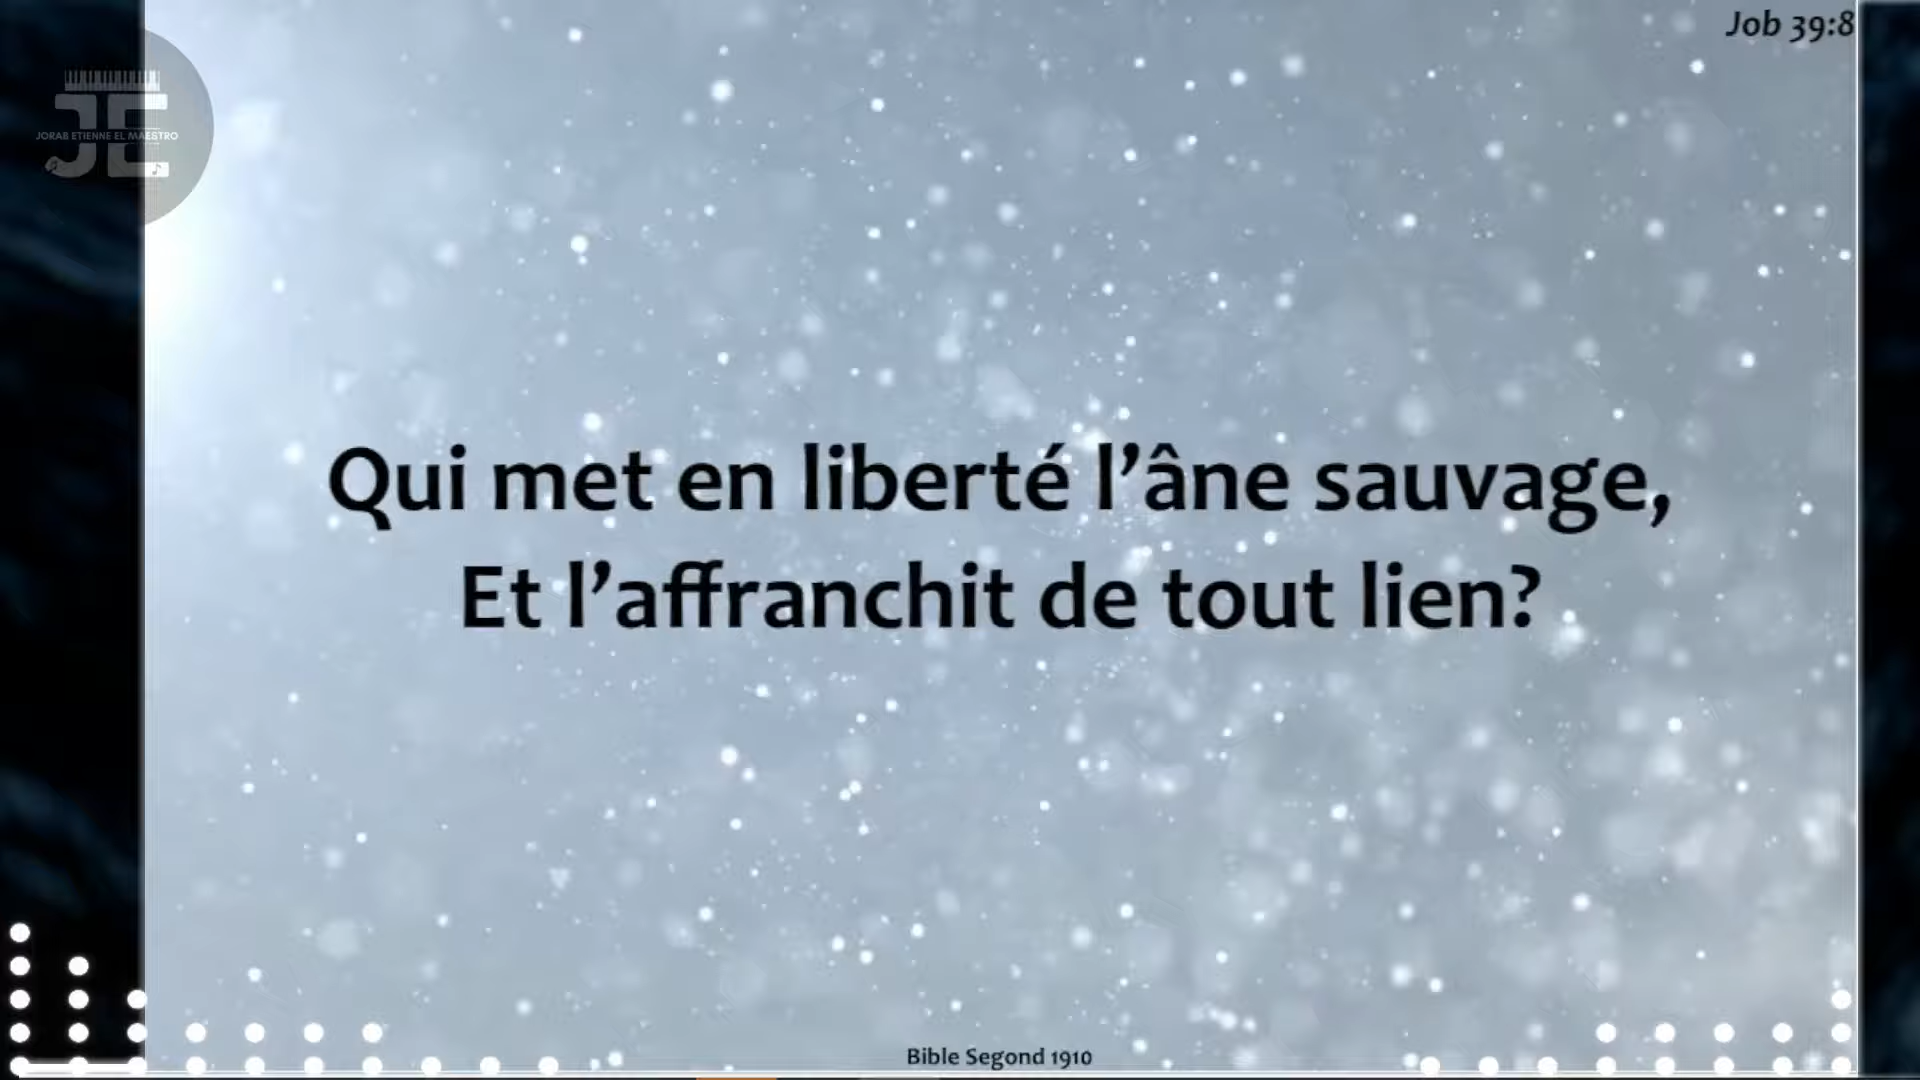 Job 39:8
JE
JORAB ETIENNE EL MAESTRO
Qui met en liberté l’âne sauvage,
Et l’affranchit de tout lien?
Bible Segond 1910